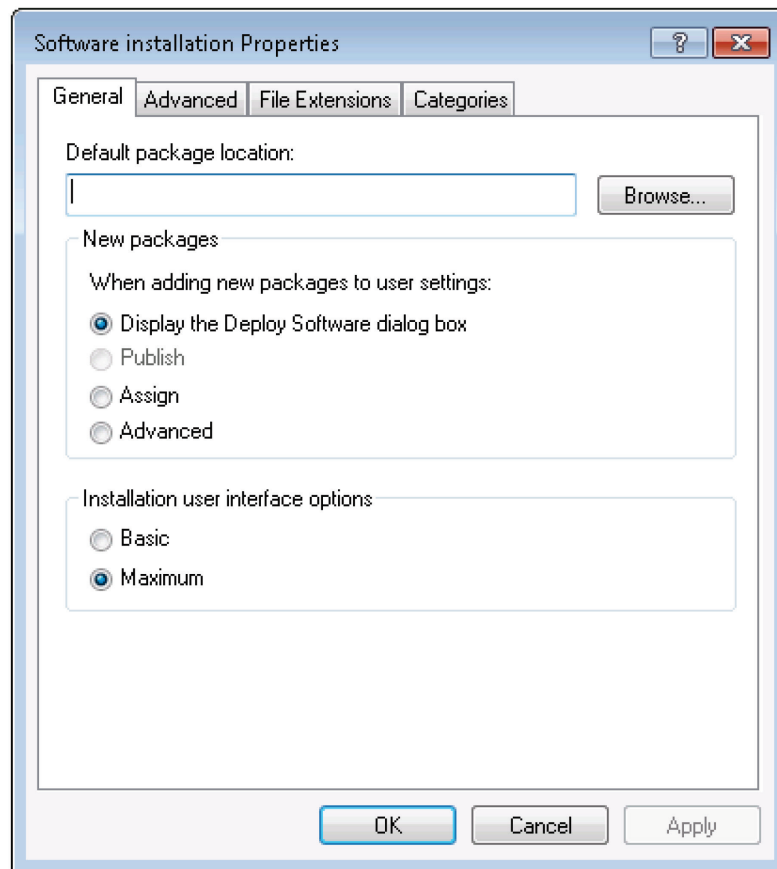 Software installation Properties
General Advanced File Extensions Categories
Default package location:
Browse...
New packages
When adding new packages to user settings:
Display the Deploy Software dialog box
Publish
Assign
Advanced
Installation user interface options
Basic
Maximum
OK Cancel Apply